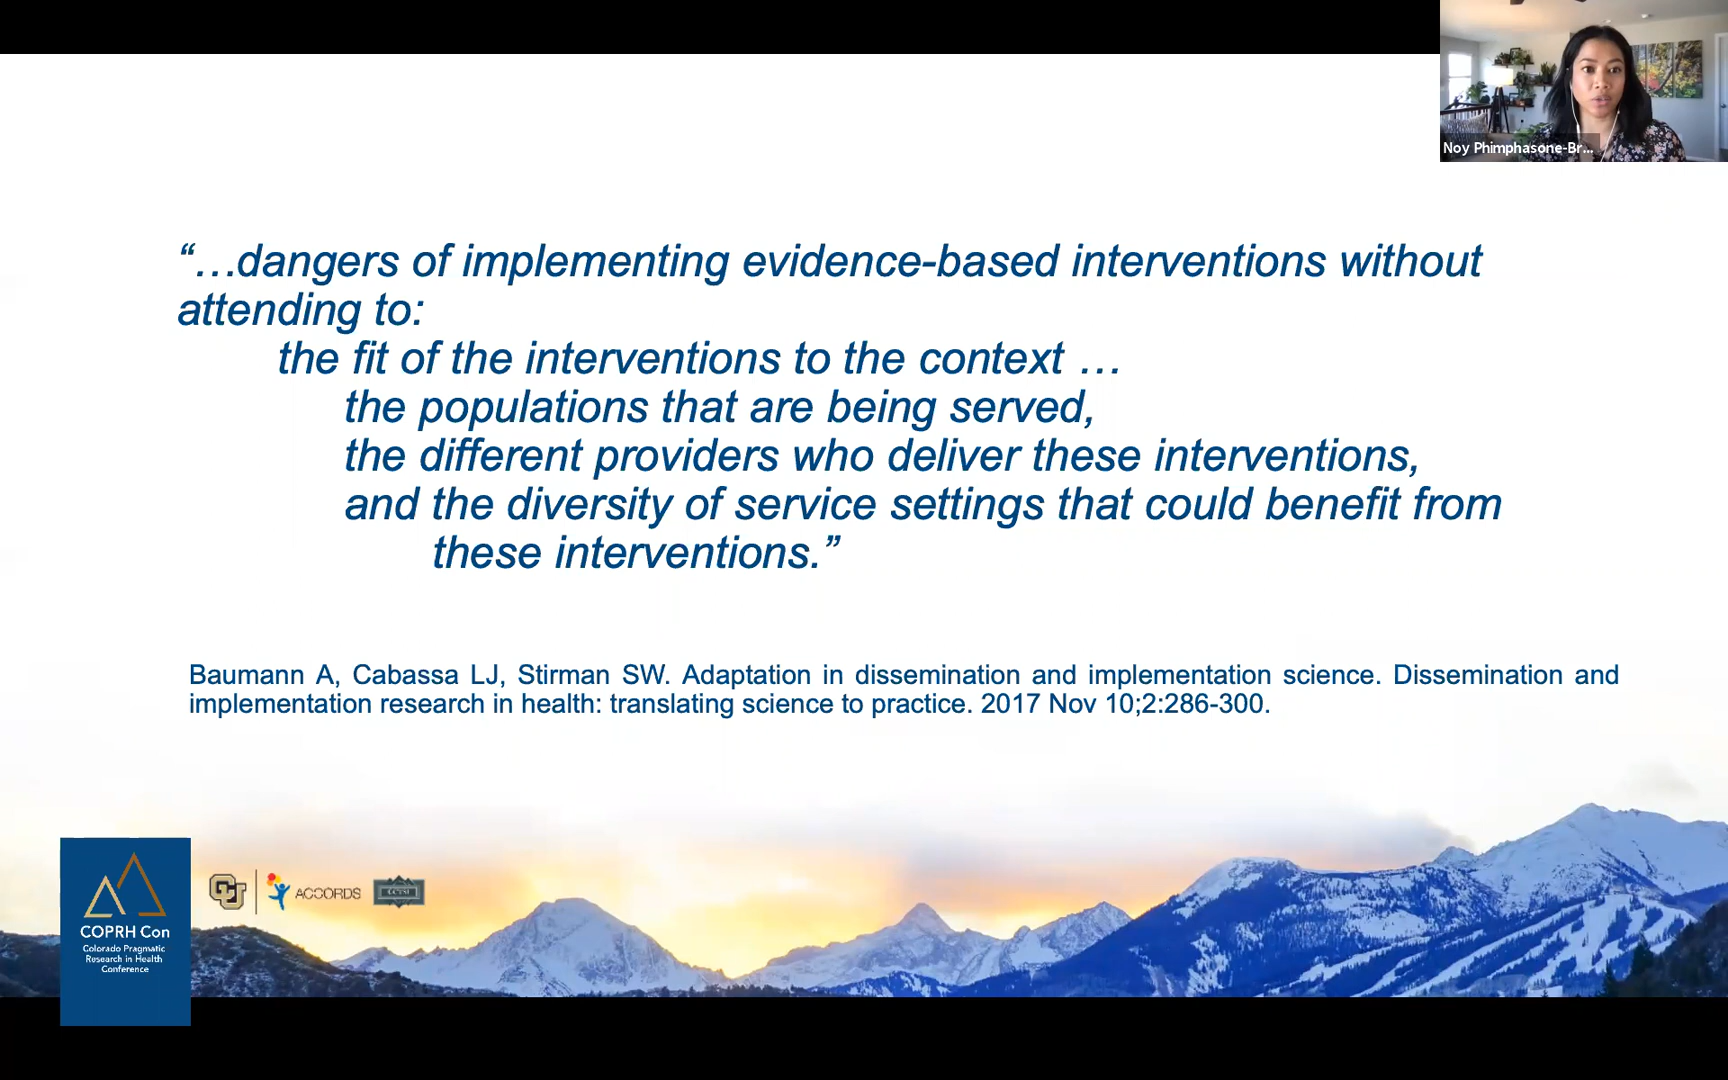 Noy Phimphasone-Br...
“…dangers of implementing evidence-based interventions without
attending to:
the fit of the interventions to the context …
the populations that are being served,
the different providers who deliver these interventions,
and the diversity of service settings that could benefit from
these interventions.”
Baumann A, Cabassa LJ, Stirman SW. Adaptation in dissemination and implementation science. Dissemination and
implementation research in health: translating science to practice. 2017 Nov 10;2:286-300.
COPRH Con
Colorado Pragmatic
Research in Health
Conference
CU
ACCORDS